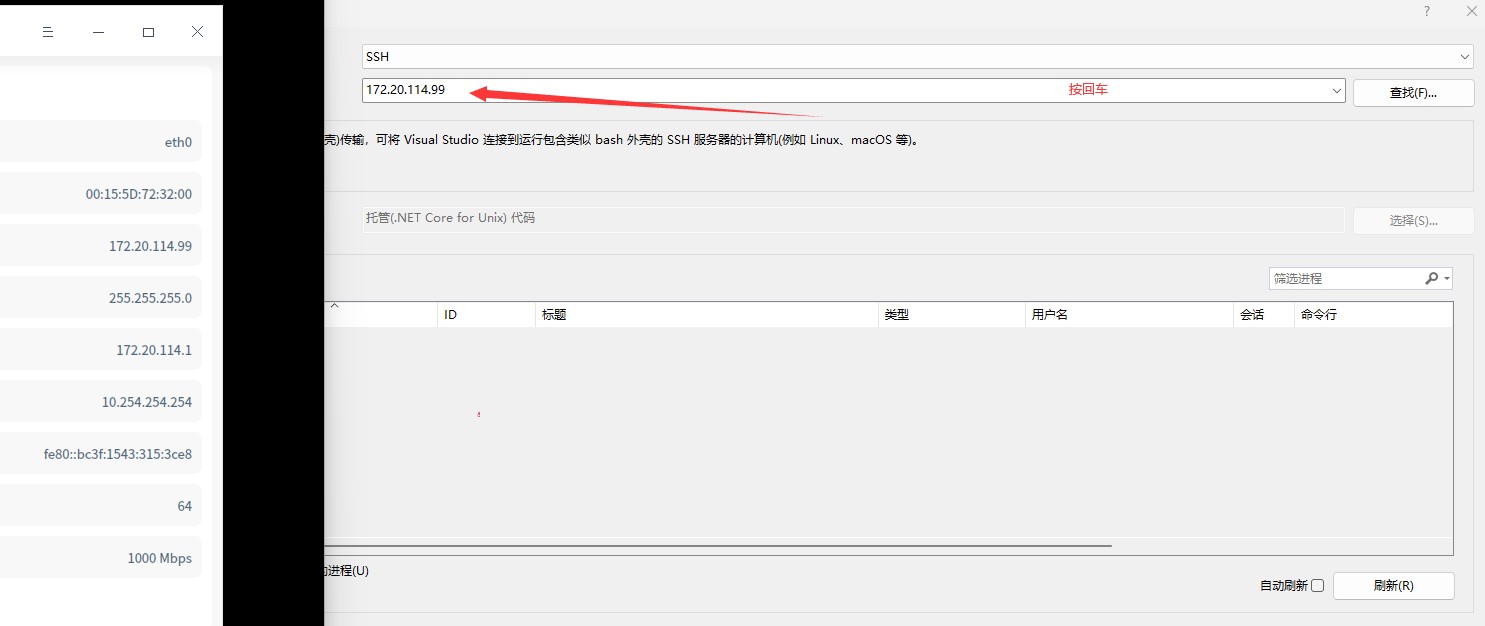 eth0
00:15:5D:72:32:00
172.20.114.99
255.255.255.0
172.20.114.1
10.254.254.254
fe80::bc3f:1543:315:3ce8
64
1000 Mbps
?
SSH
172.20.114.99 按回车 查找(F)...
壳)传输，可将 Visual Studio 连接到运行包含类似 bash 外壳的 SSH 服务器的计算机(例如 Linux、macOS 等)。
托管(.NET Core for Unix) 代码 选择(S)...
筛选进程
ID 标题 类型 用户名 会话 命令行
的进程(U)
自动刷新 刷新(R)